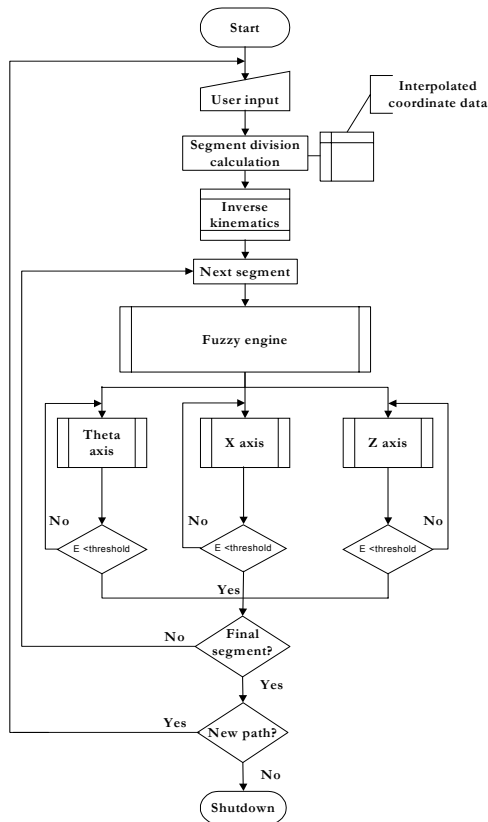 Start
User input
Interpolated
coordinate data
Segment division
calculation
Inverse
kinematics
Next segment
Fuzzy engine
Theta
axis
X axis
Z axis
No
No
No
E <threshold
E <threshold
E <threshold
Yes
Final
segment?
No
Yes
New path?
Yes
No
Shutdown